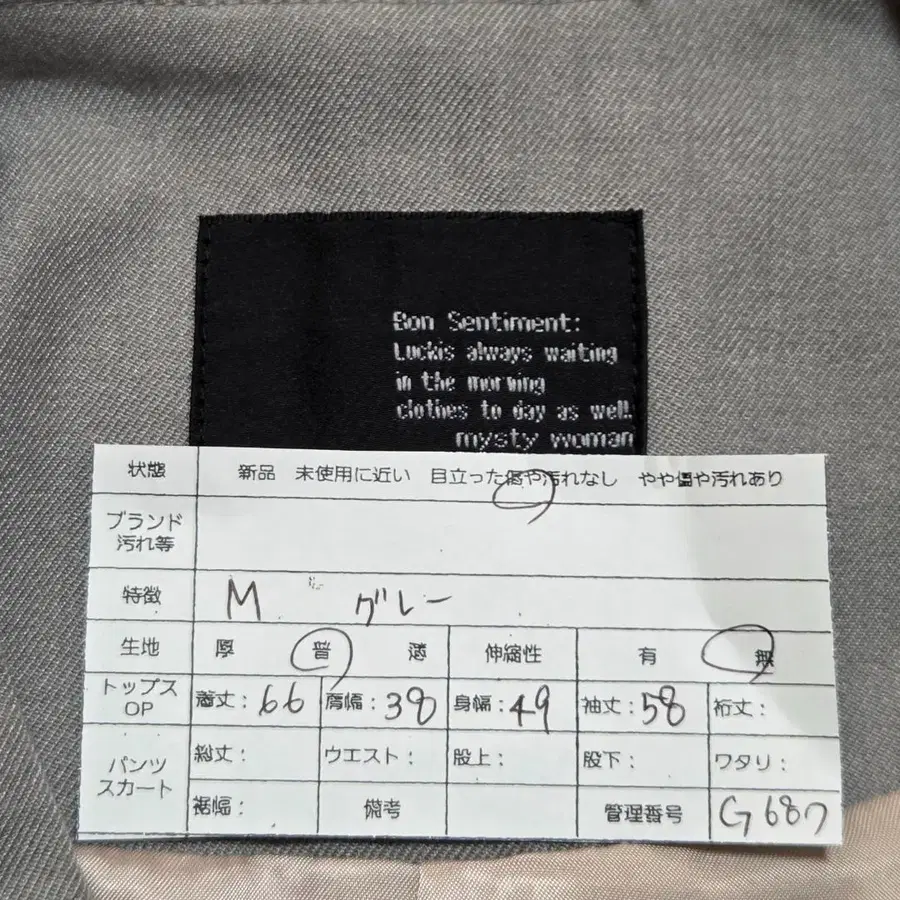 Bon Sentiment:
Luckis always waiting
in the morning
clothes to day as well.
mysty woman
状態 新品 未使用に近い 目立った傷や汚れなし やや傷や汚れあり
ブランド
汚れ等
特徴 M グレー
生地 厚 普 薄 伸縮性 有 無
トップス
OP
着丈：66 肩幅：38 身幅：49 袖丈：58 裄丈：
パンツ
スカート
総丈： ウエスト： 股上： 股下： ワタリ：
裾幅： 備考 管理番号 G687